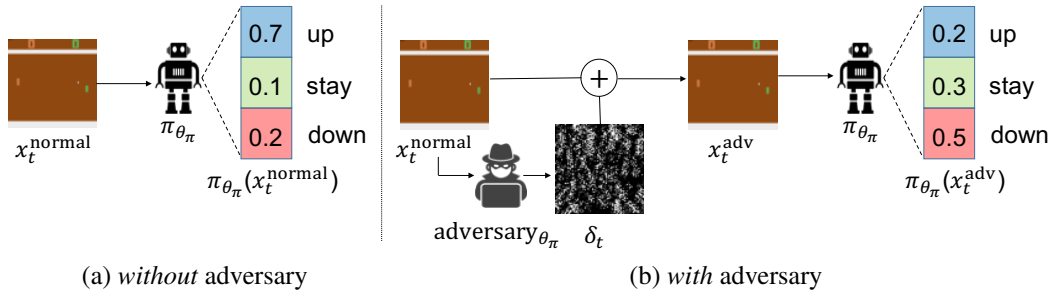 0.7 up
0.1 stay
0.2 down
x_t^normal
π_θπ
π_θπ(x_t^normal)
(a) without adversary
x_t^normal
adversary_θπ
δ_t
+
x_t^adv
π_θπ
0.2 up
0.3 stay
0.5 down
π_θπ(x_t^adv)
(b) with adversary